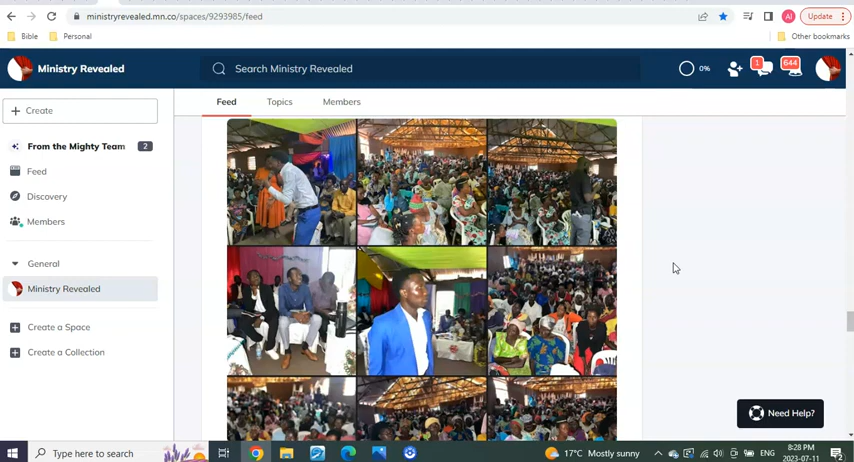 ministryrevealed.mn.co/spaces/9293985/feed
AI
Update
Bible
Personal
Other bookmarks
Ministry Revealed
Search Ministry Revealed
0%
1
644
Create
Feed
Topics
Members
From the Mighty Team
2
Feed
Discovery
Members
General
Ministry Revealed
Create a Space
Create a Collection
Need Help?
Type here to search
17°C Mostly sunny
ENG
8:28 PM
2023-07-11
2